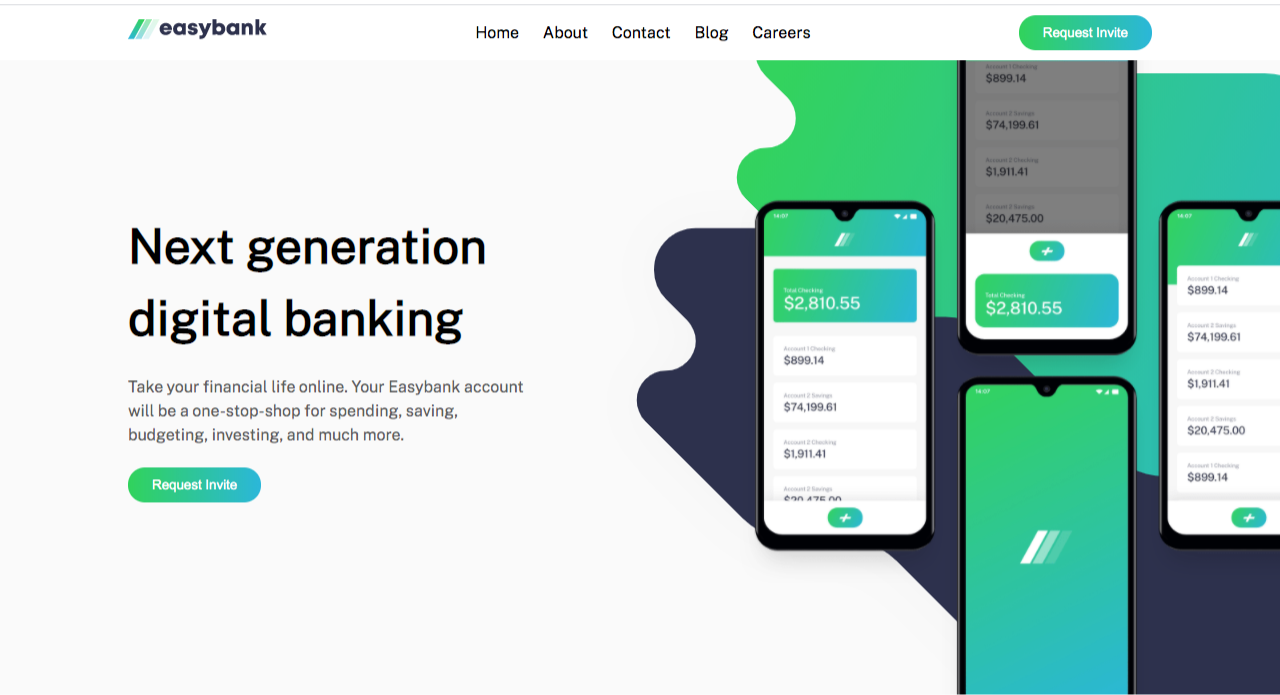 easybank
Home About Contact Blog Careers
Request Invite
Next generation
digital banking
Take your financial life online. Your Easybank account
will be a one-stop-shop for spending, saving,
budgeting, investing, and much more.
Request Invite
14:07
Total Checking
$2,810.55
Account 1 Checking
$899.14
Account 2 Savings
$74,199.61
Account 2 Checking
$1,911.41
Account 2 Savings
$20,475.00
Account 1 Checking
$899.14
Account 2 Savings
$74,199.61
Account 2 Checking
$1,911.41
Account 2 Savings
$20,475.00
Total Checking
$2,810.55
14:07
14:07
Account 1 Checking
$899.14
Account 2 Savings
$74,199.61
Account 2 Checking
$1,911.41
Account 2 Savings
$20,475.00
Account 1 Checking
$899.14